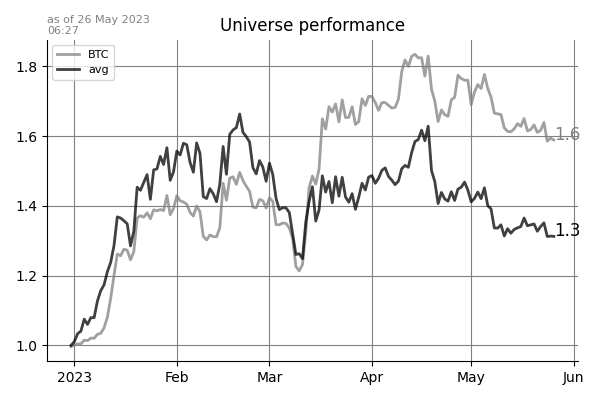 as of 26 May 2023
06:27
Universe performance
BTC
avg
1.8
1.6
1.4
1.2
1.0
1.6
1.3
2023
Feb
Mar
Apr
May
Jun